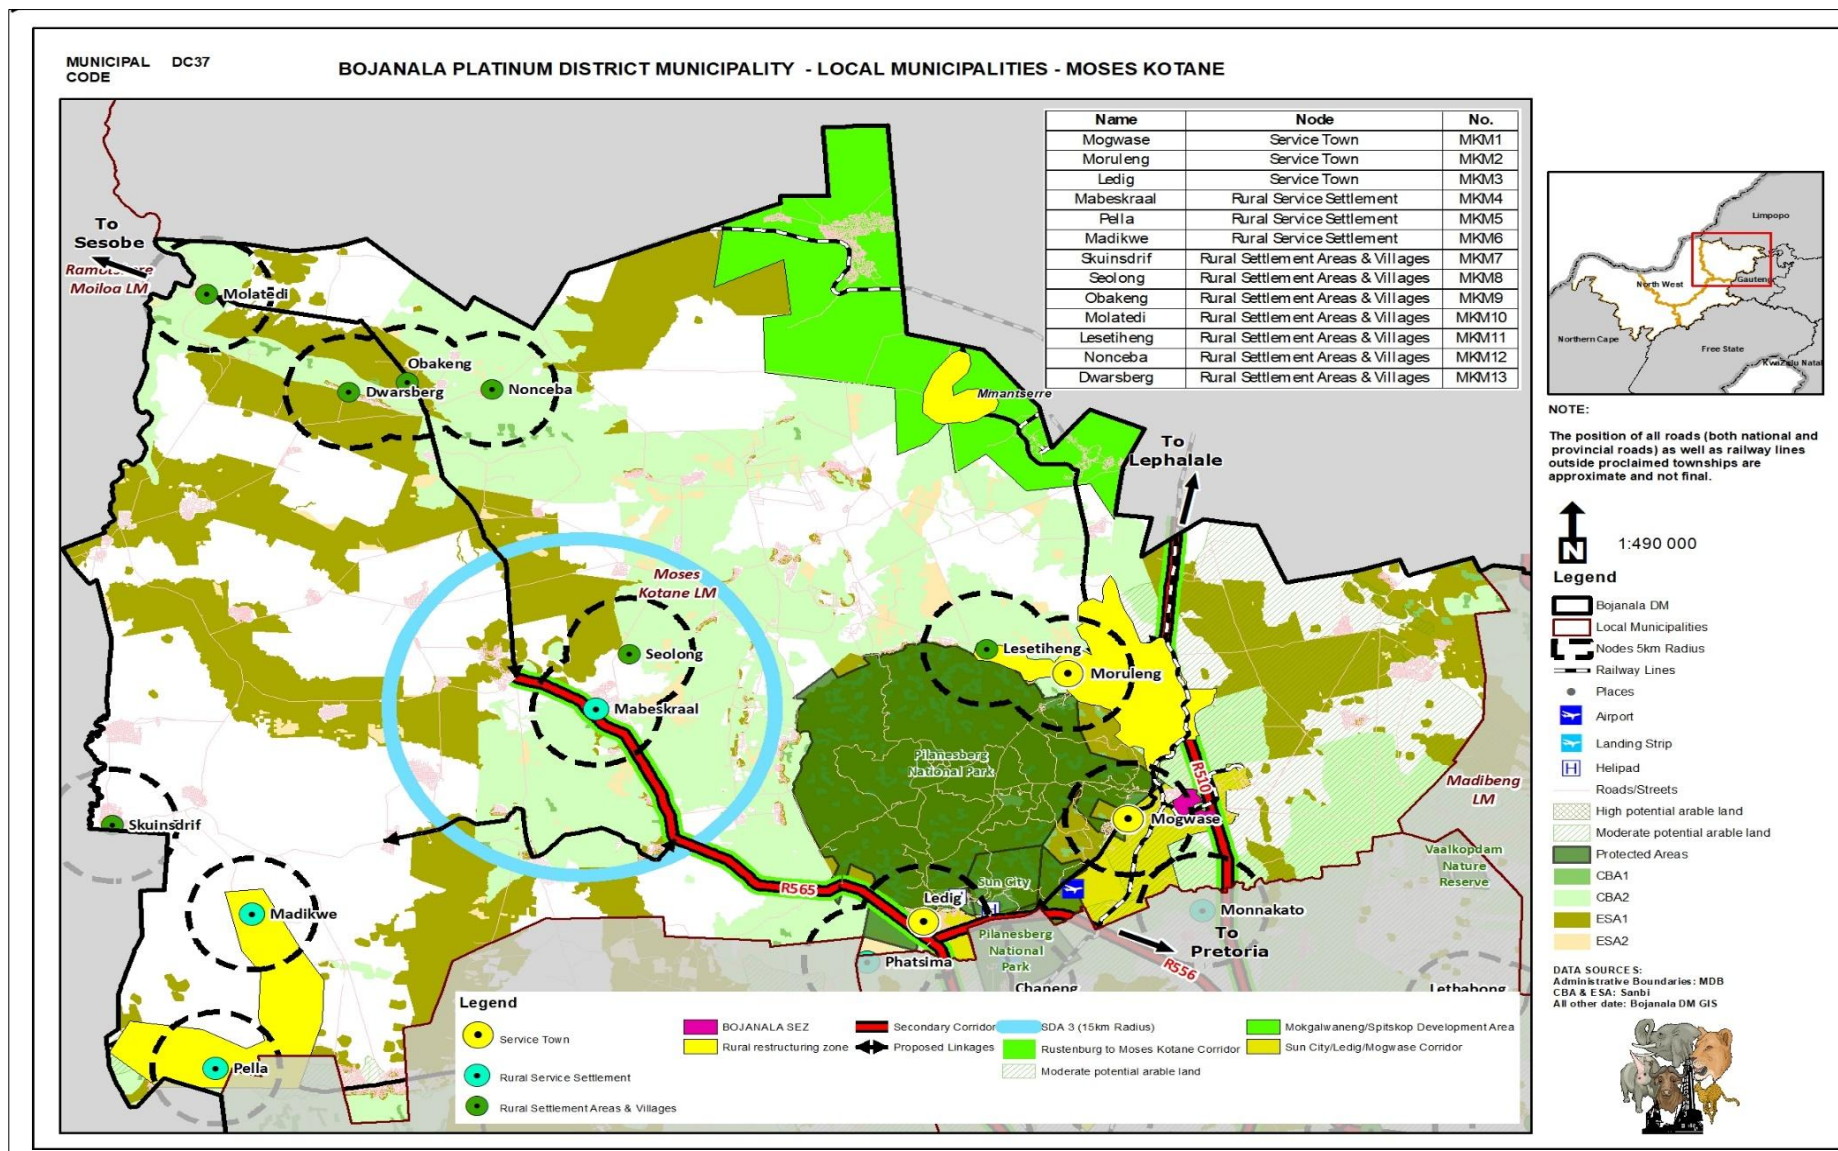 MUNICIPAL DC37
CODE
BOJANALA PLATINUM DISTRICT MUNICIPALITY - LOCAL MUNICIPALITIES - MOSES KOTANE
Name Node No.
Mogwase Service Town MKM1
Moruleng Service Town MKM2
Ledig Service Town MKM3
Mabeskraal Rural Service Settlement MKM4
Pella Rural Service Settlement MKM5
Madikwe Rural Service Settlement MKM6
Skuinsdrif Rural Settlement Areas & Villages MKM7
Seolong Rural Settlement Areas & Villages MKM8
Obakeng Rural Settlement Areas & Villages MKM9
Molatedi Rural Settlement Areas & Villages MKM10
Lesetiheng Rural Settlement Areas & Villages MKM11
Nonceba Rural Settlement Areas & Villages MKM12
Dwarsberg Rural Settlement Areas & Villages MKM13
To
Sesobe
Moiloa LM
Molatedi
Obakeng
Dwarsberg
Nonceba
Mmantserre
To
Lephalale
Moses
Kotane LM
Seolong
Lesetiheng
Moruleng
Mabeskraal
Pilanesberg
National Park
R510
Mogwase
Madibeng
LM
Skuinsdrif
Vaalkopdam
Nature
Reserve
R565
Sun City
Ledig
H
Madikwe
Monnakato
To
Pretoria
Pilanesberg
National
Park
R556
Phatsima
Chaneng
Lethabong
Pella
Legend
Service Town
Rural Service Settlement
Rural Settlement Areas & Villages
BOJANALA SEZ
Rural restructuring zone
Secondary Corridor
Proposed Linkages
SDA 3 (15km Radius)
Rustenburg to Moses Kotane Corridor
Moderate potential arable land
Mokgalwaneng/Spitskop Development Area
Sun City/Ledig/Mogwase Corridor
Limpopo
North West
Gauteng
Northern Cape
Free State
KwaZulu Natal
NOTE:
The position of all roads (both national and
provincial roads) as well as railway lines
outside proclaimed townships are
approximate and not final.
N
1:490 000
Legend
Bojanala DM
Local Municipalities
Nodes 5km Radius
Railway Lines
Places
Airport
Landing Strip
H Helipad
Roads/Streets
High potential arable land
Moderate potential arable land
Protected Areas
CBA1
CBA2
ESA1
ESA2
DATA SOURCES:
Administrative Boundaries: MDB
CBA & ESA: Sanbi
All other date: Bojanala DM GIS